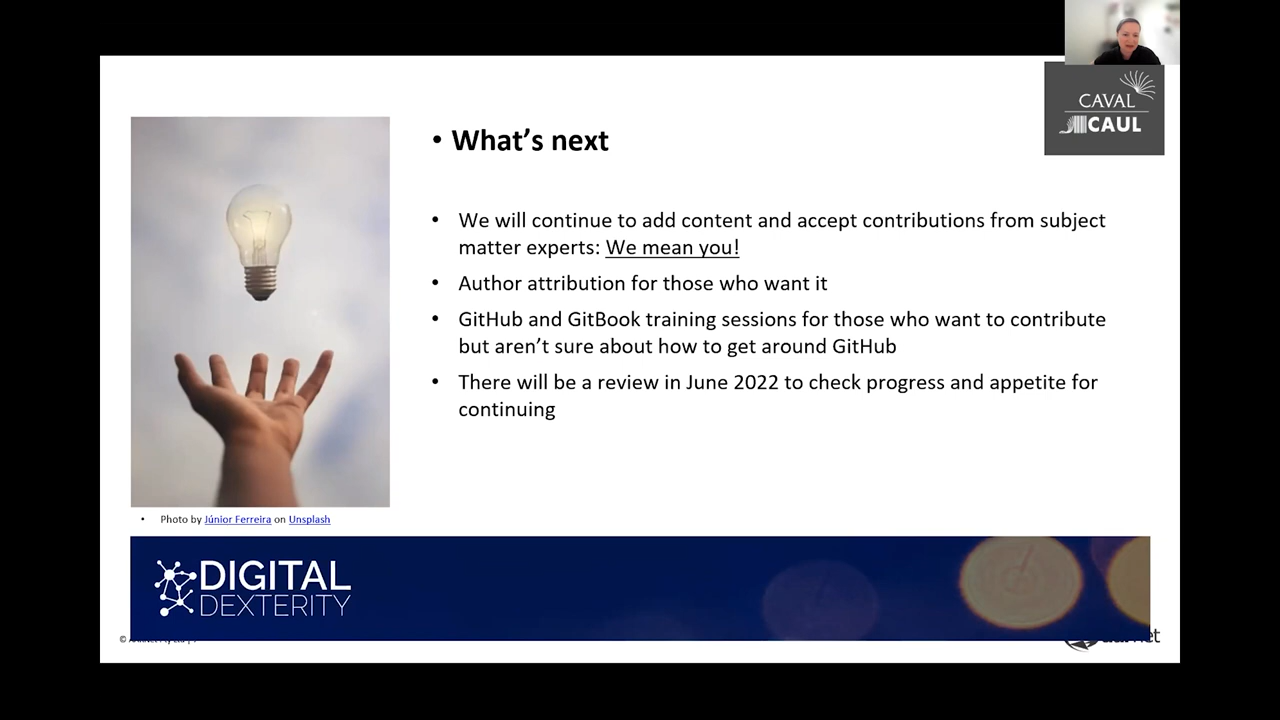 CAVAL
CAUL
• What’s next
• We will continue to add content and accept contributions from subject
matter experts: We mean you!
• Author attribution for those who want it
• GitHub and GitBook training sessions for those who want to contribute
but aren’t sure about how to get around GitHub
• There will be a review in June 2022 to check progress and appetite for
continuing
• Photo by Júnior Ferreira on Unsplash
DIGITAL
DEXTERITY
©